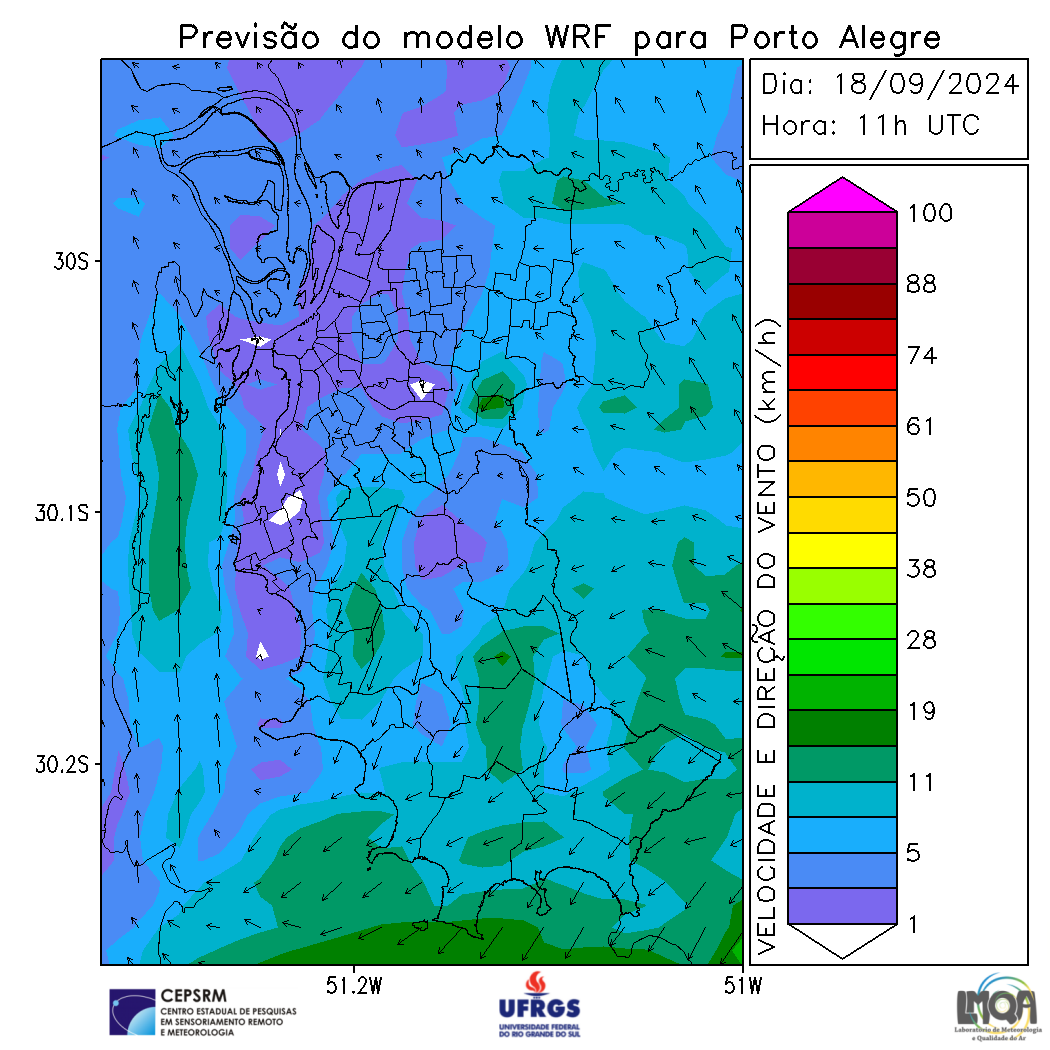 Previsão do modelo WRF para Porto Alegre
Dia: 18/09/2024
Hora: 11h UTC
100
88
74
61
50
38
28
19
11
5
1
VELOCIDADE E DIREÇÃO DO VENTO (km/h)
30S
30.1S
30.2S
51.2W
51W
CEPSRM
CENTRO ESTADUAL DE PESQUISAS
EM SENSORIAMENTO REMOTO
E METEOROLOGIA
UFRGS
UNIVERSIDADE FEDERAL
DO RIO GRANDE DO SUL
LMQA
Laboratório de Meteorologia
e Qualidade do Ar